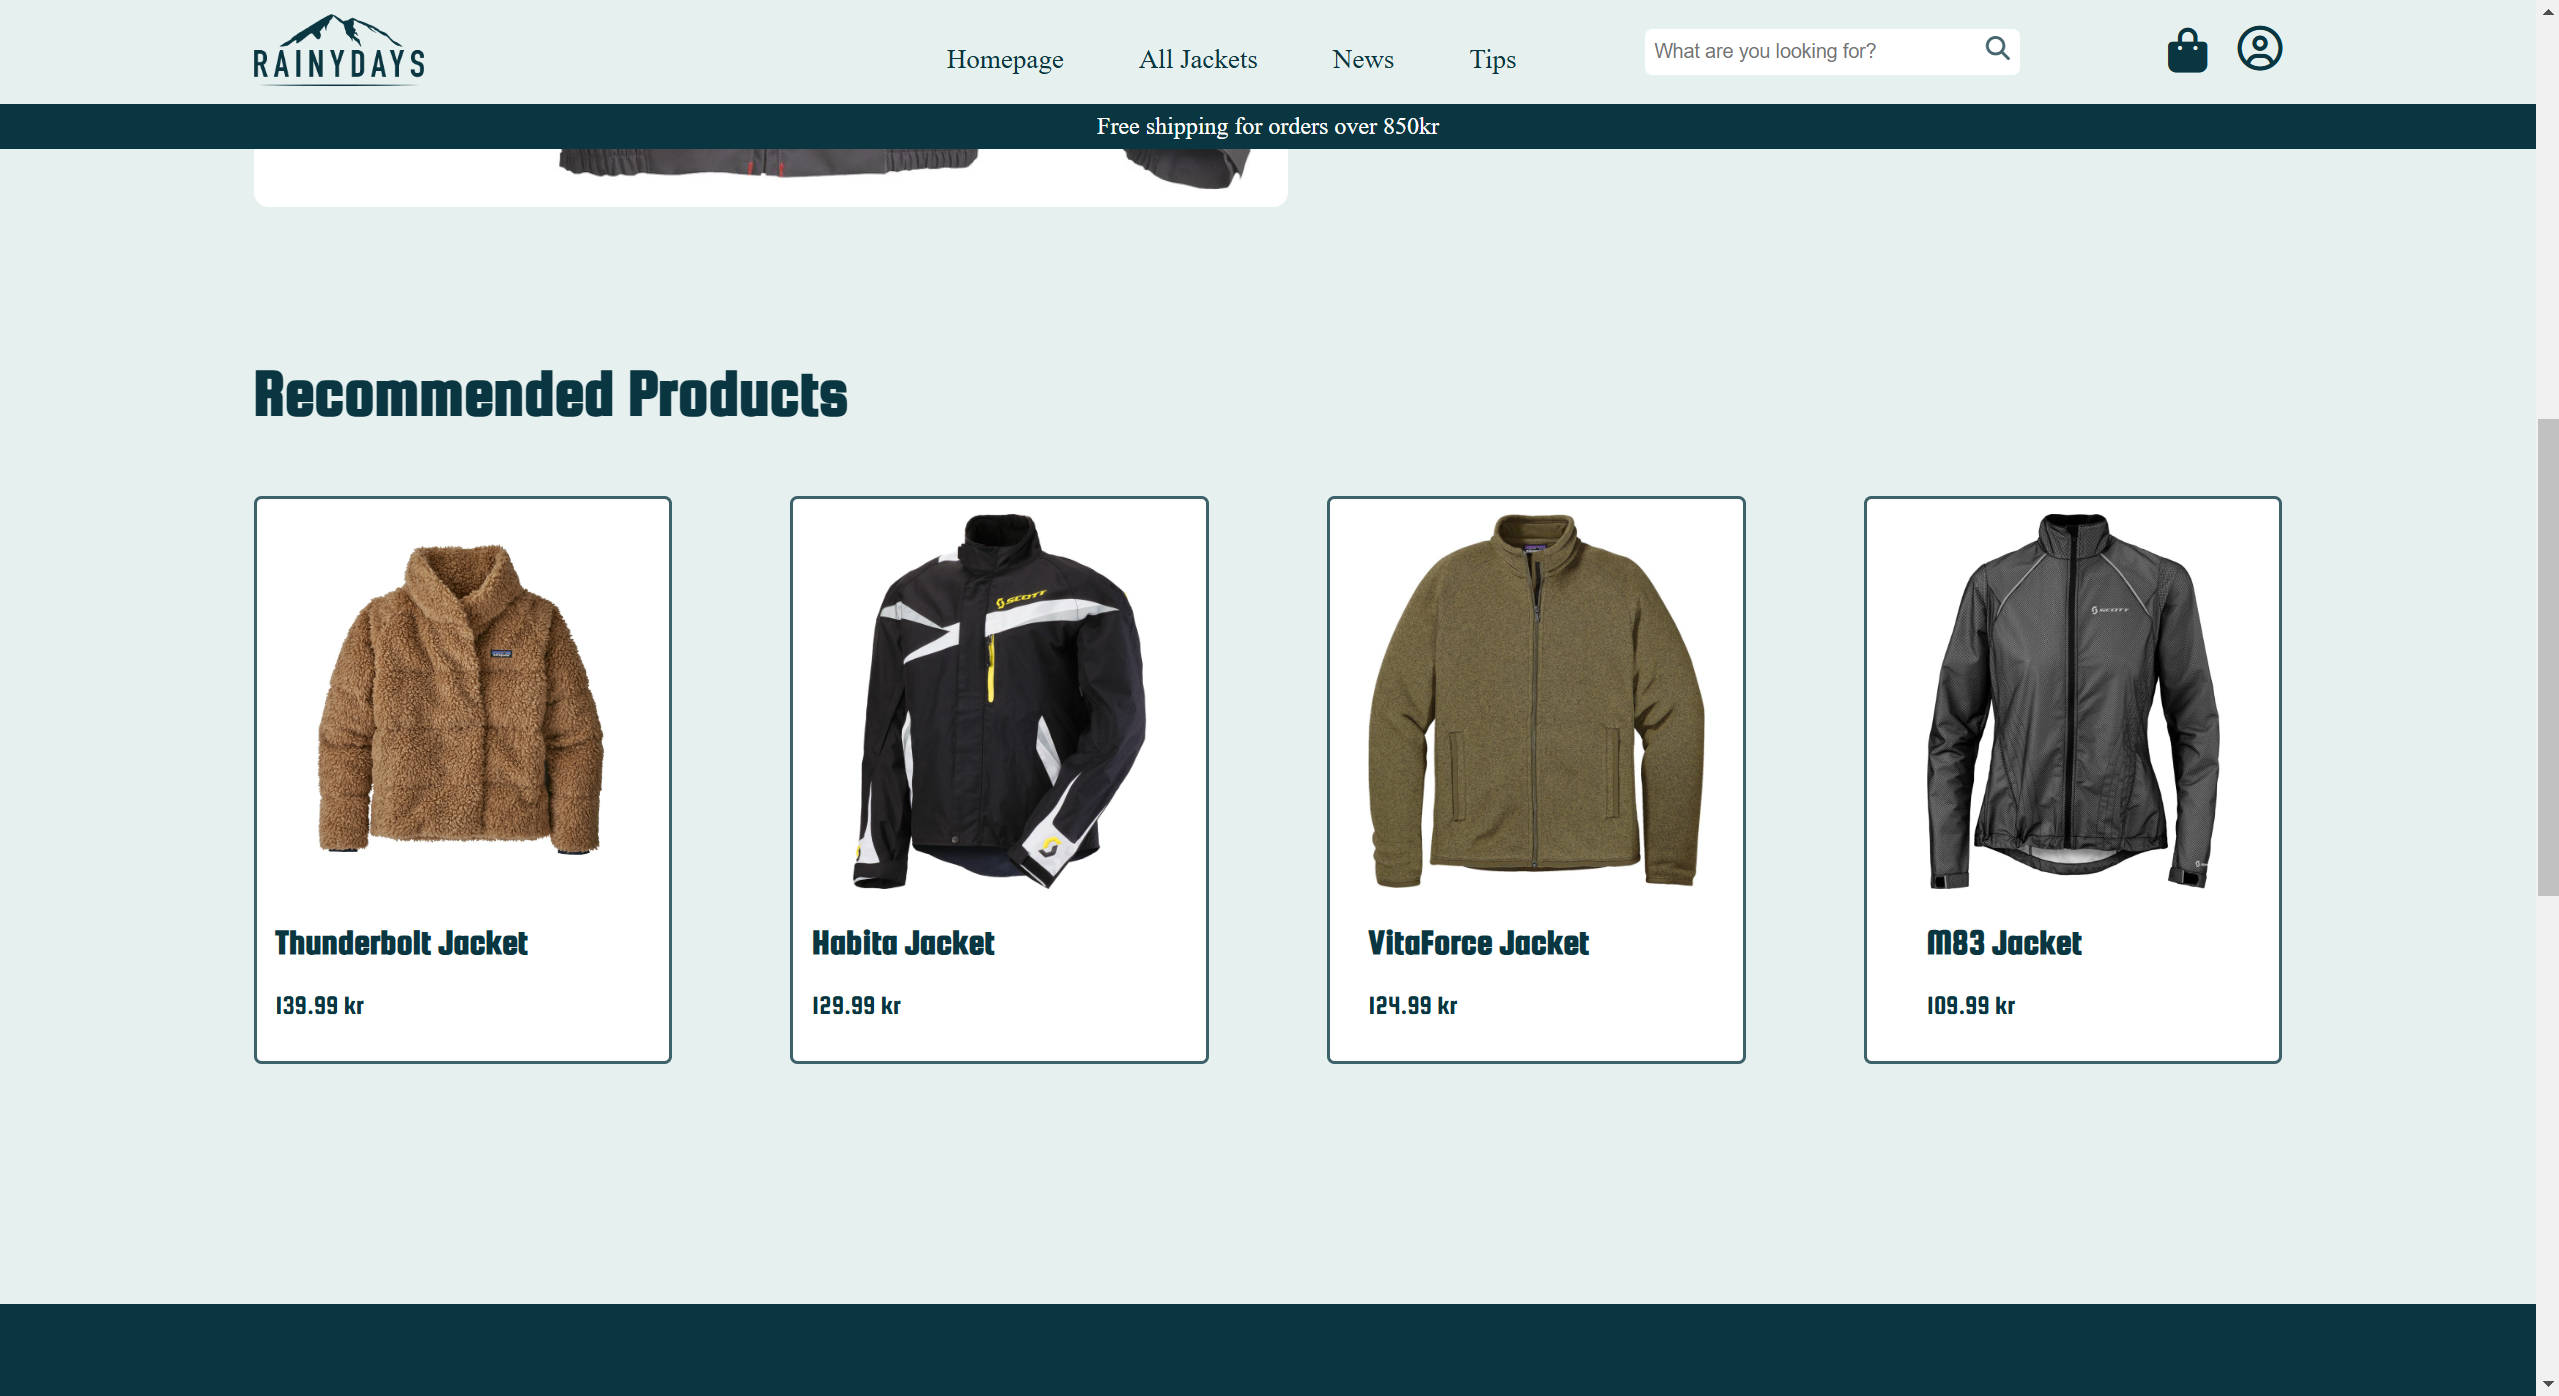 RAINYDAYS
Homepage
All Jackets
News
Tips
What are you looking for?
Free shipping for orders over 850kr
Recommended Products
SCOTT
SCOTT
Thunderbolt Jacket
139.99 kr
Habita Jacket
129.99 kr
VitaForce Jacket
124.99 kr
M83 Jacket
109.99 kr